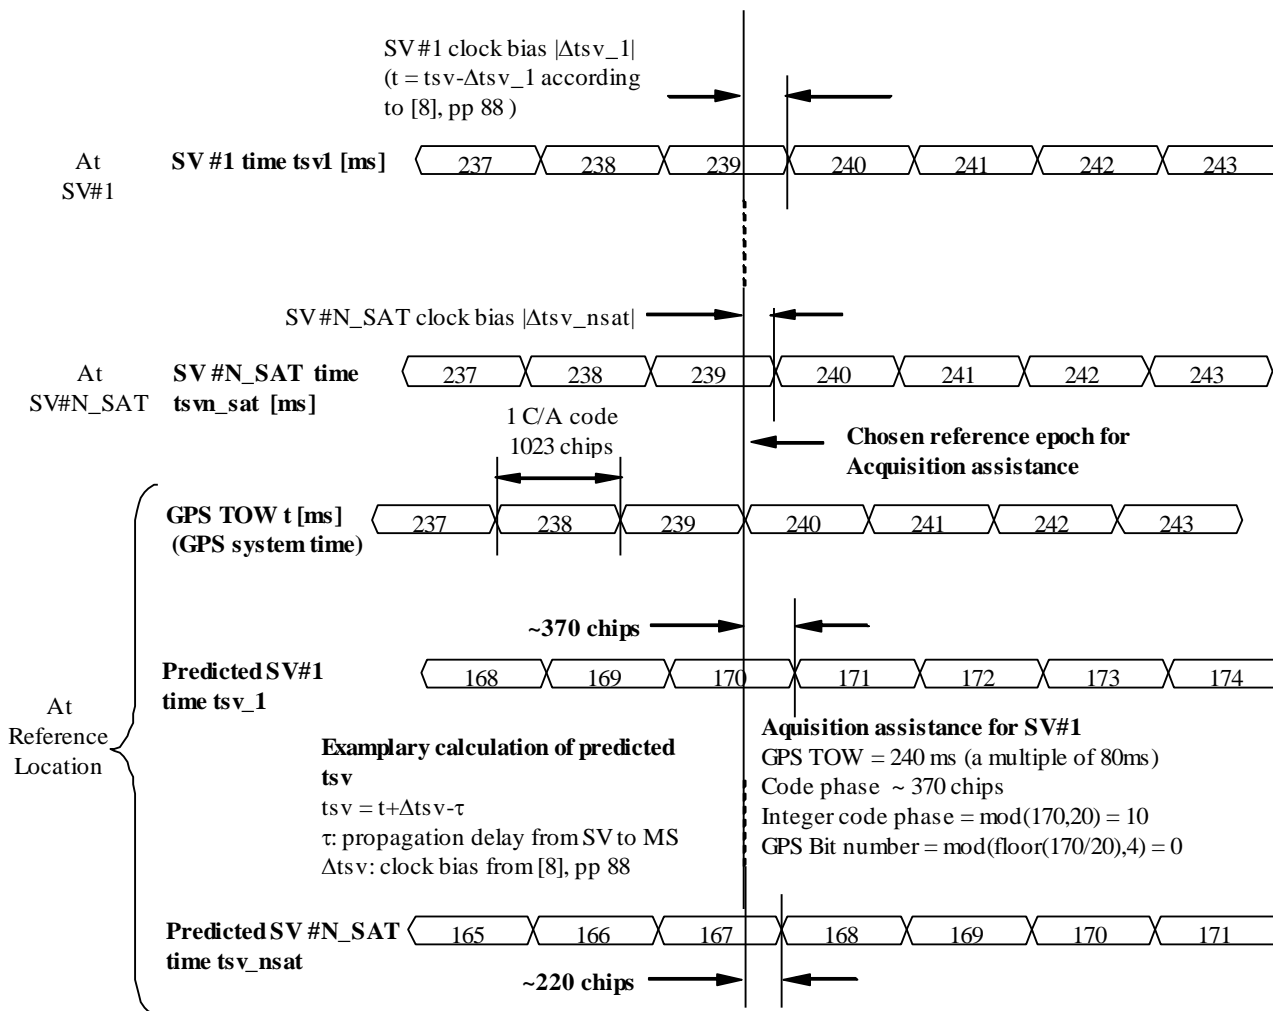 SV #1 clock bias |Δtsv_1|
(t = tsv-Δtsv_1 according
to [8], pp 88 )
At
SV#1
SV #1 time tsv1 [ms]
237 238 239 240 241 242 243
SV #N_SAT clock bias |Δtsv_nsat|
At
SV#N_SAT
SV #N_SAT time
tsvn_sat [ms]
237 238 239 240 241 242 243
1 C/A code
1023 chips
Chosen reference epoch for
Acquisition assistance
GPS TOW t [ms]
(GPS system time)
237 238 239 240 241 242 243
~370 chips
Predicted SV#1
time tsv_1
168 169 170 171 172 173 174
At
Reference
Location
Examplary calculation of predicted
tsv
tsv = t+Δtsv-τ
τ: propagation delay from SV to MS
Δtsv: clock bias from [8], pp 88
Aquisition assistance for SV#1
GPS TOW = 240 ms (a multiple of 80ms)
Code phase ~ 370 chips
Integer code phase = mod(170,20) = 10
GPS Bit number = mod(floor(170/20),4) = 0
Predicted SV #N_SAT
time tsv_nsat
165 166 167 168 169 170 171
~220 chips